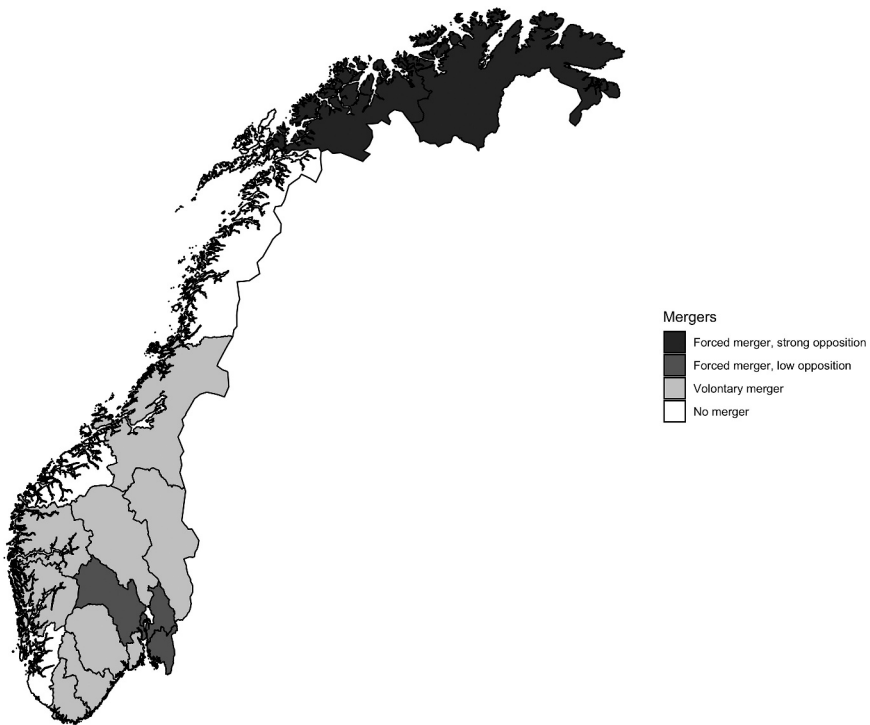 Mergers
Forced merger, strong opposition
Forced merger, low opposition
Volontary merger
No merger